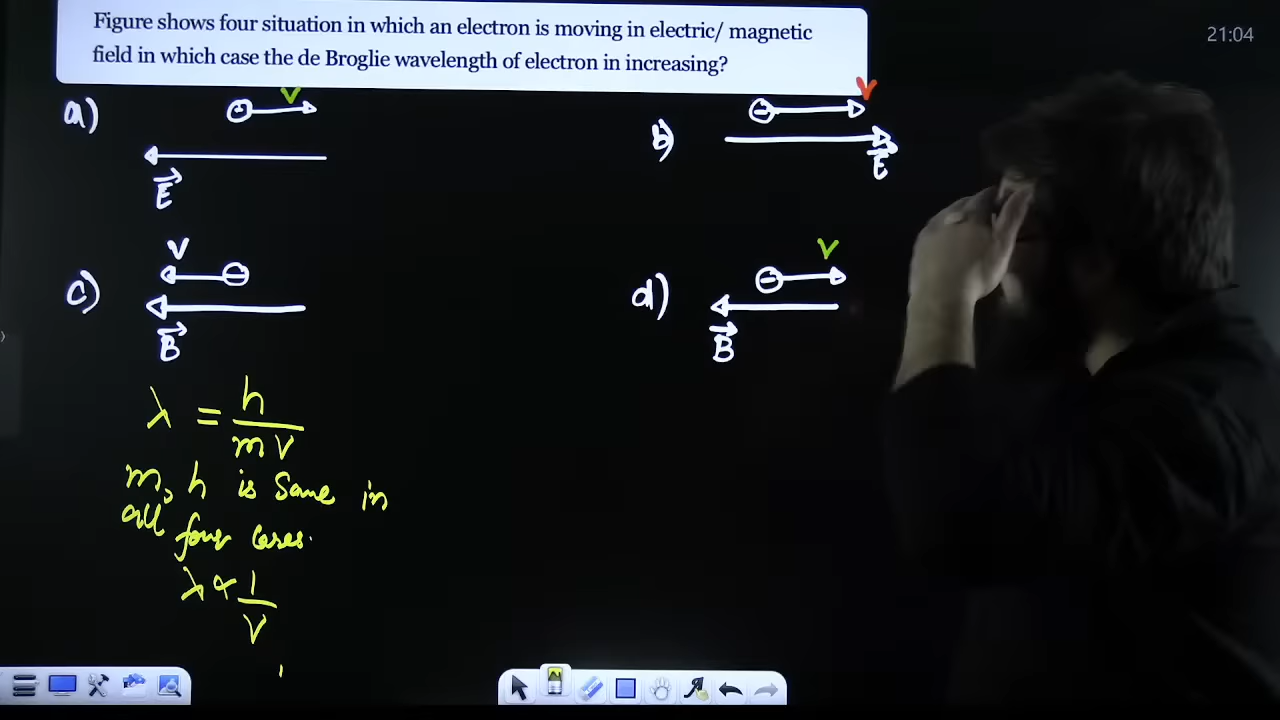 Figure shows four situation in which an electron is moving in electric/ magnetic
field in which case the de Broglie wavelength of electron in increasing?
21:04
a)
V
E
b)
V
E
c)
V
B
d)
V
B
λ = h / mv
m, h is same in
all four cases.
λ ∝ 1 / v